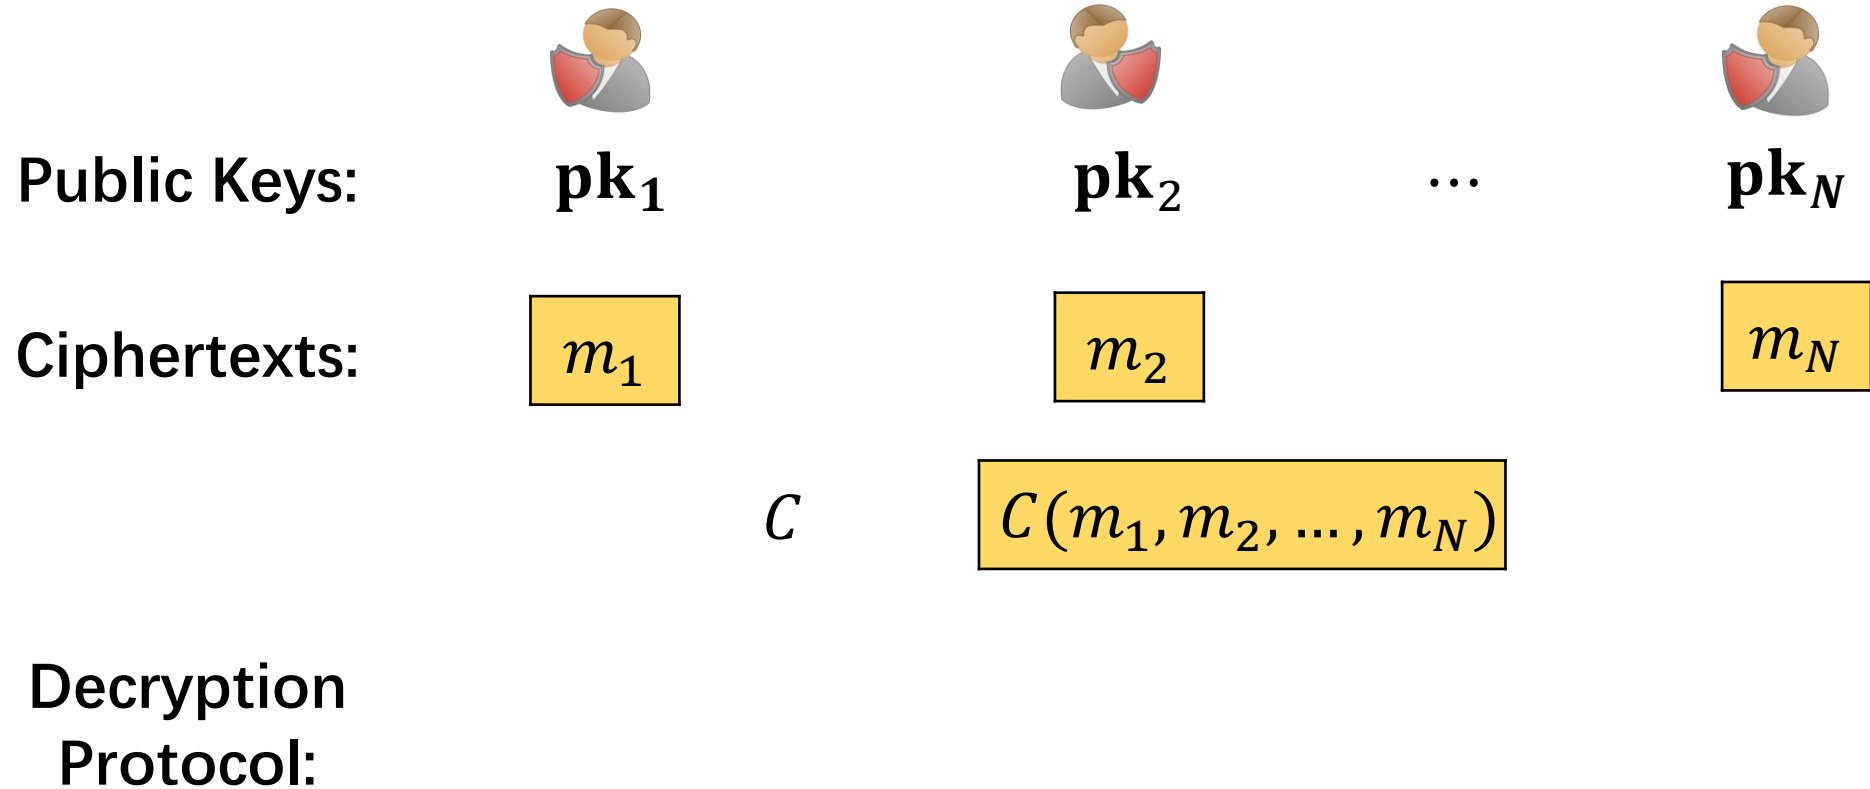 Public Keys: pk₁ pk₂ ⋯ pk_N
Ciphertexts: m₁ m₂ m_N
C C(m₁, m₂, … , m_N)
Decryption
Protocol: